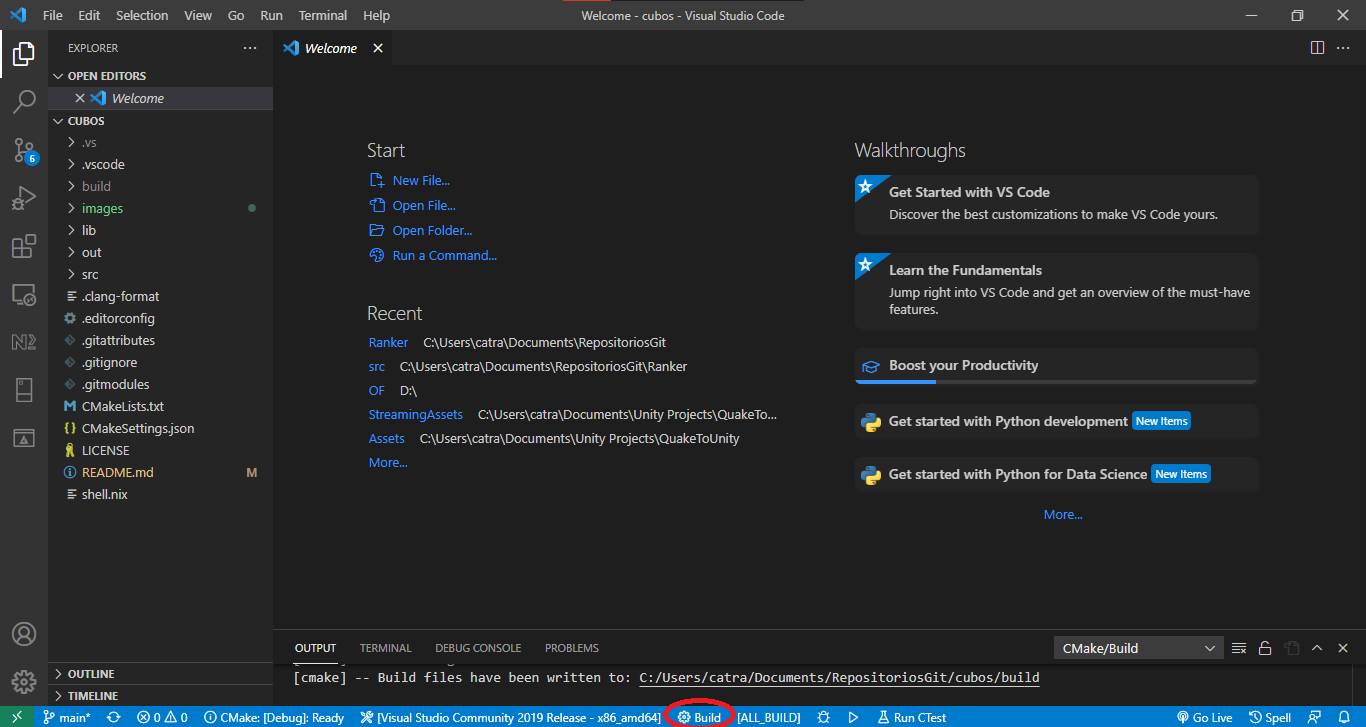 File Edit Selection View Go Run Terminal Help
Welcome - cubos - Visual Studio Code
EXPLORER
OPEN EDITORS
Welcome
CUBOS
.vs
.vscode
build
images
lib
out
src
.clang-format
.editorconfig
.gitattributes
.gitignore
.gitmodules
CMakeLists.txt
CMakeSettings.json
LICENSE
README.md M
shell.nix
OUTLINE
TIMELINE
6
Welcome
Start
New File...
Open File...
Open Folder...
Run a Command...
Recent
Ranker C:\Users\catra\Documents\RepositoriosGit
src C:\Users\catra\Documents\RepositoriosGit\Ranker
OF D:\
StreamingAssets C:\Users\catra\Documents\Unity Projects\QuakeTo...
Assets C:\Users\catra\Documents\Unity Projects\QuakeToUnity
More...
Walkthroughs
Get Started with VS Code
Discover the best customizations to make VS Code yours.
Learn the Fundamentals
Jump right into VS Code and get an overview of the must-have
features.
Boost your Productivity
Get started with Python development New Items
Get started with Python for Data Science New Items
More...
OUTPUT TERMINAL DEBUG CONSOLE PROBLEMS
CMake/Build
[cmake] -- Build files have been written to: C:/Users/catra/Documents/RepositoriosGit/cubos/build
main* 0 0 CMake: [Debug]: Ready [Visual Studio Community 2019 Release - x86_amd64] Build [ALL_BUILD] Run CTest Go Live Spell